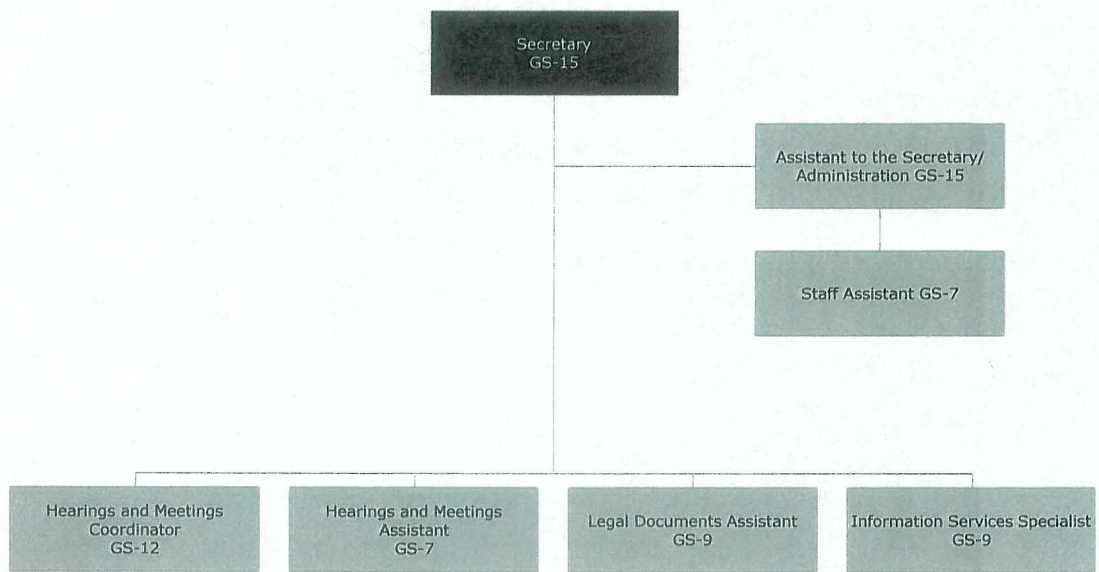 Secretary
GS-15
Assistant to the Secretary/
Administration GS-15
Staff Assistant GS-7
Hearings and Meetings
Coordinator
GS-12
Hearings and Meetings
Assistant
GS-7
Legal Documents Assistant
GS-9
Information Services Specialist
GS-9